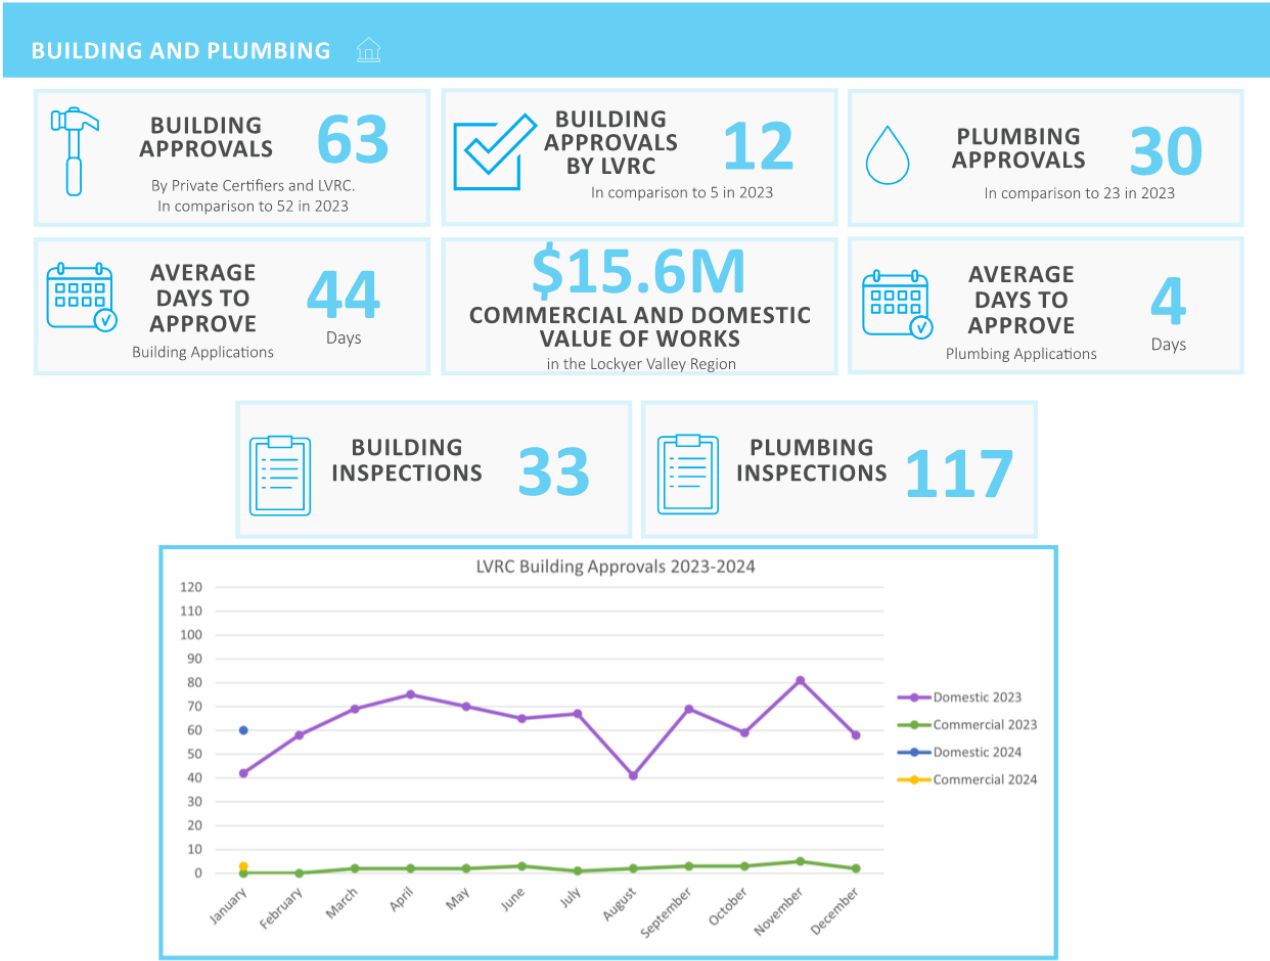 BUILDING AND PLUMBING
BUILDING
APPROVALS
63
By Private Certifiers and LVRC.
In comparison to 52 in 2023
BUILDING
APPROVALS
BY LVRC
12
In comparison to 5 in 2023
PLUMBING
APPROVALS
30
In comparison to 23 in 2023
AVERAGE
DAYS TO
APPROVE
Building Applications
44
Days
$15.6M
COMMERCIAL AND DOMESTIC
VALUE OF WORKS
in the Lockyer Valley Region
AVERAGE
DAYS TO
APPROVE
Plumbing Applications
4
Days
BUILDING
INSPECTIONS
33
PLUMBING
INSPECTIONS
117
LVRC Building Approvals 2023-2024
120
110
100
90
80
70
60
50
40
30
20
10
0
January
February
March
April
May
June
July
August
September
October
November
December
Domestic 2023
Commercial 2023
Domestic 2024
Commercial 2024